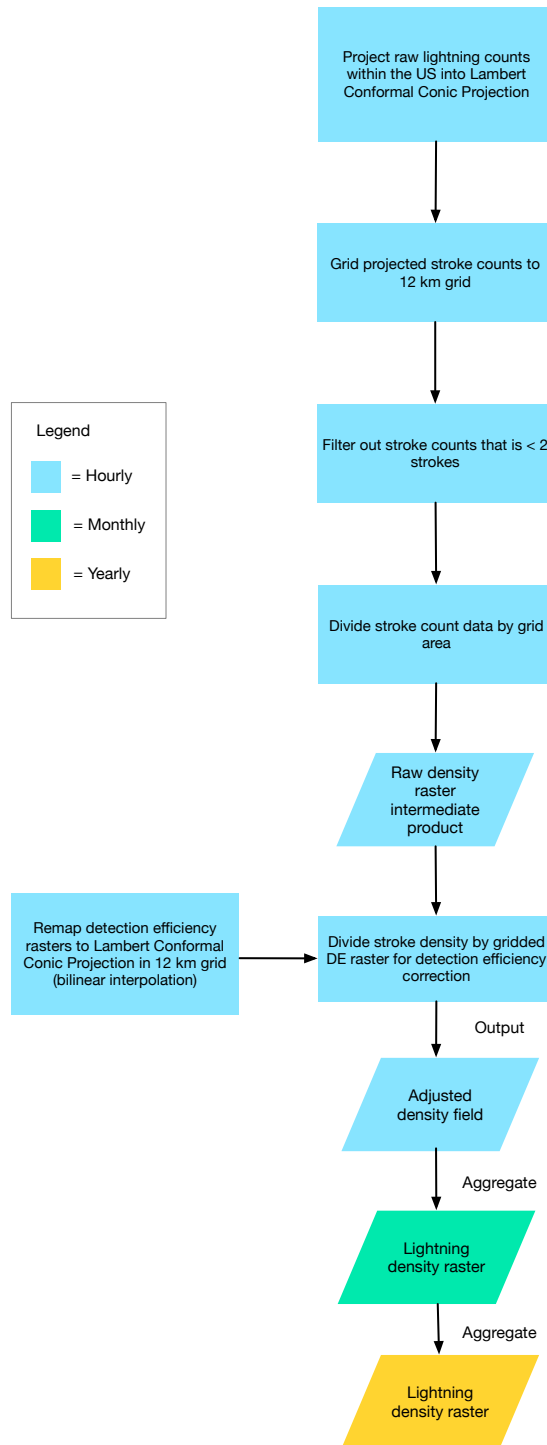 Project raw lightning counts
within the US into Lambert
Conformal Conic Projection
Grid projected stroke counts to
12 km grid
Legend
= Hourly
= Monthly
= Yearly
Filter out stroke counts that is < 2
strokes
Divide stroke count data by grid
area
Raw density
raster
intermediate
product
Remap detection efficiency
rasters to Lambert Conformal
Conic Projection in 12 km grid
(bilinear interpolation)
Divide stroke density by gridded
DE raster for detection efficiency
correction
Output
Adjusted
density field
Aggregate
Lightning
density raster
Aggregate
Lightning
density raster